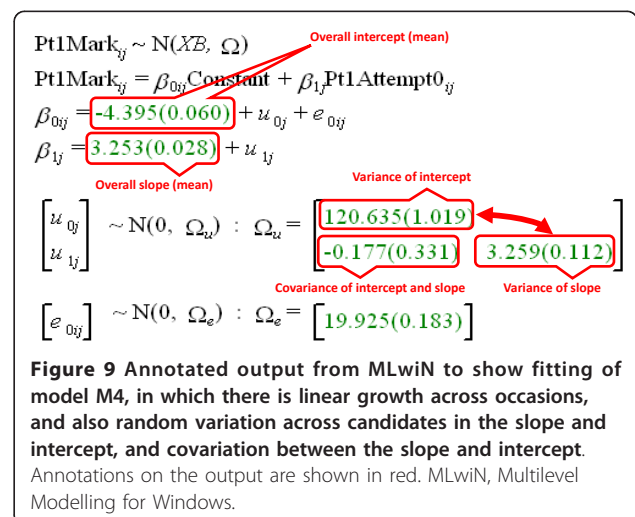 Overall intercept (mean)
Pt1Mark_ij ~ N(XB, Ω)
Pt1Mark_ij = β_0ij Constant + β_1j Pt1Attempt0_ij
β_0ij = -4.395(0.060) + u_0j + e_0ij
β_1j = 3.253(0.028) + u_1j
Overall slope (mean)
Variance of intercept
[u_0j] ~ N(0, Ω_u) : Ω_u = [120.635(1.019)]
[u_1j] [-0.177(0.331) 3.259(0.112)]
Covariance of intercept and slope Variance of slope
[e_0ij] ~ N(0, Ω_e) : Ω_e = [19.925(0.183)]
Figure 9 Annotated output from MLwiN to show fitting of
model M4, in which there is linear growth across occasions,
and also random variation across candidates in the slope and
intercept, and covariation between the slope and intercept.
Annotations on the output are shown in red. MLwiN, Multilevel
Modelling for Windows.